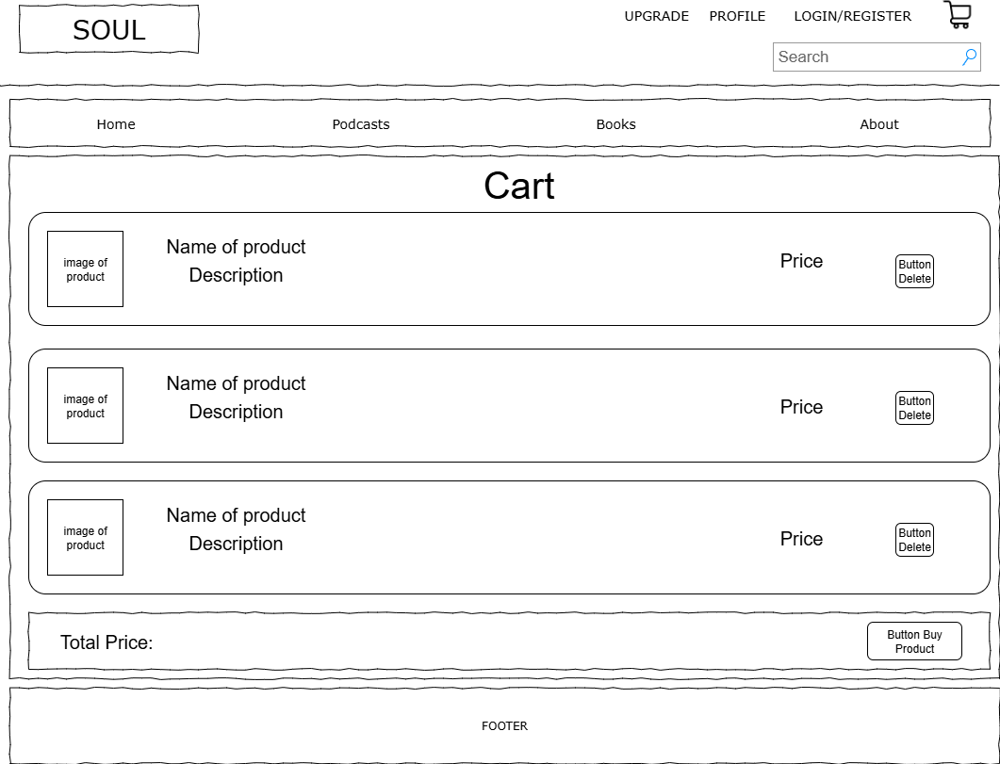 SOUL
UPGRADE
PROFILE
LOGIN/REGISTER
Search
Home
Podcasts
Books
About
Cart
image of
product
Name of product
Description
Price
Button
Delete
image of
product
Name of product
Description
Price
Button
Delete
image of
product
Name of product
Description
Price
Button
Delete
Total Price:
Button Buy
Product
FOOTER